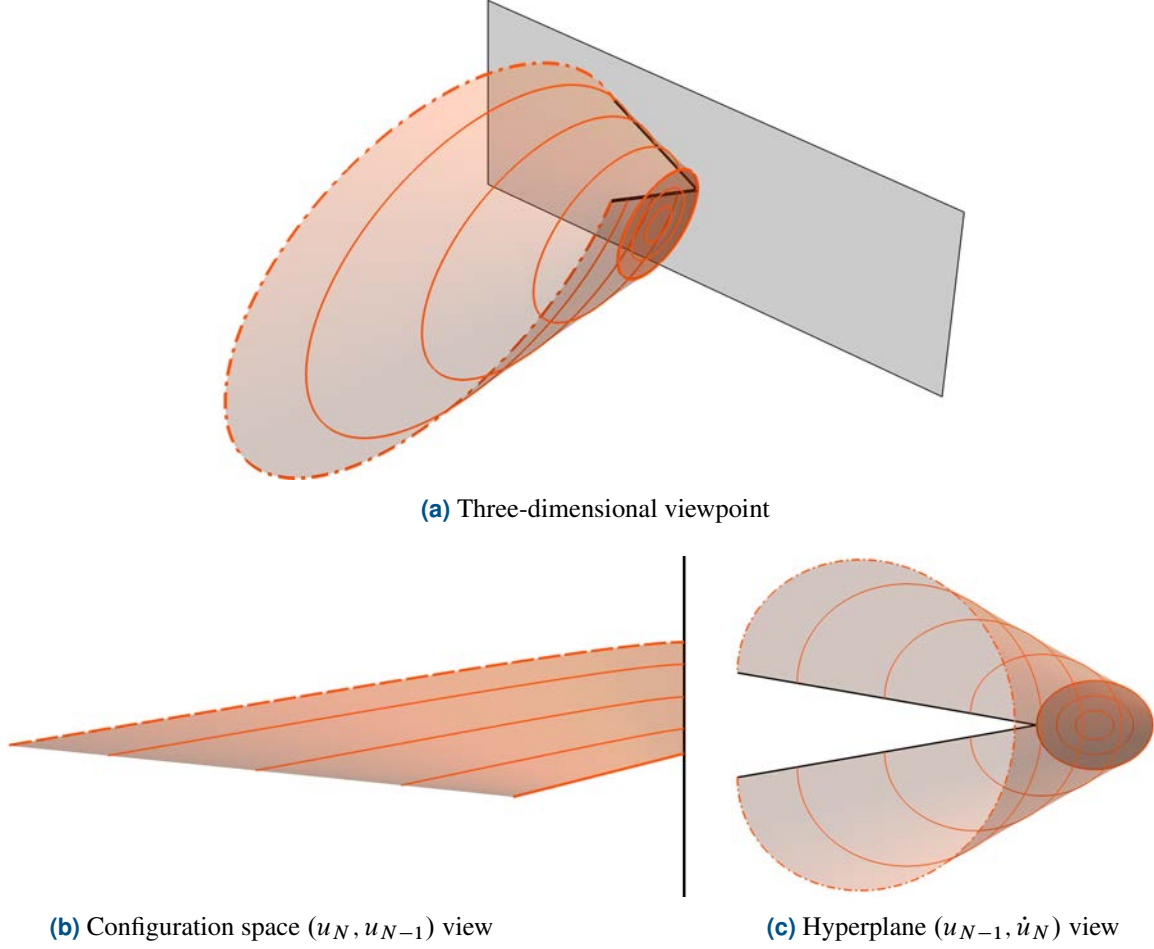 (a) Three-dimensional viewpoint
(b) Configuration space (u_N, u_{N−1}) view
(c) Hyperplane (u_{N−1}, u̇_N) view